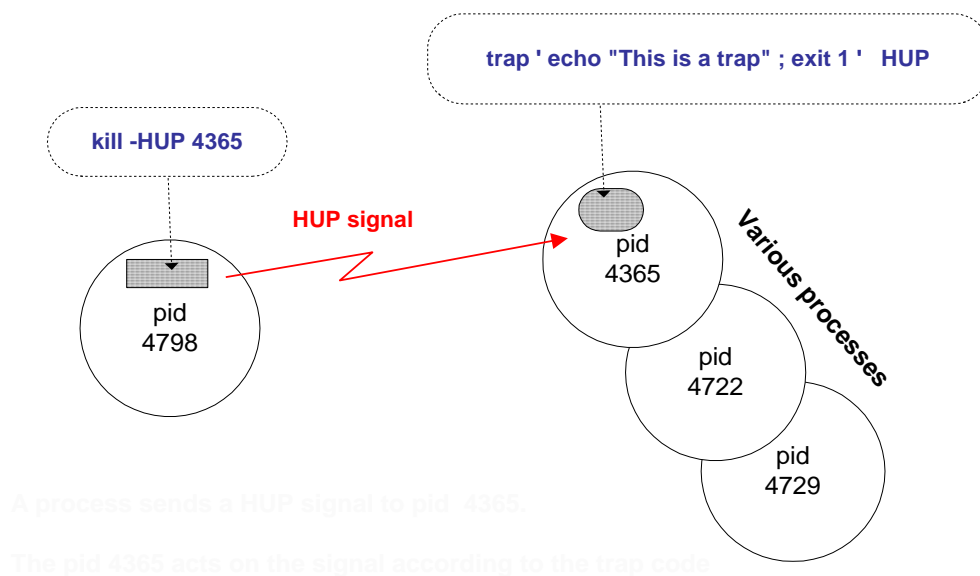 trap ' echo "This is a trap" ; exit 1 '   HUP
kill -HUP 4365
HUP signal
pid
4365
Various processes
pid
4798
pid
4722
pid
4729
A process sends a HUP signal to pid  4365.
The pid 4365 acts on the signal according to the trap code